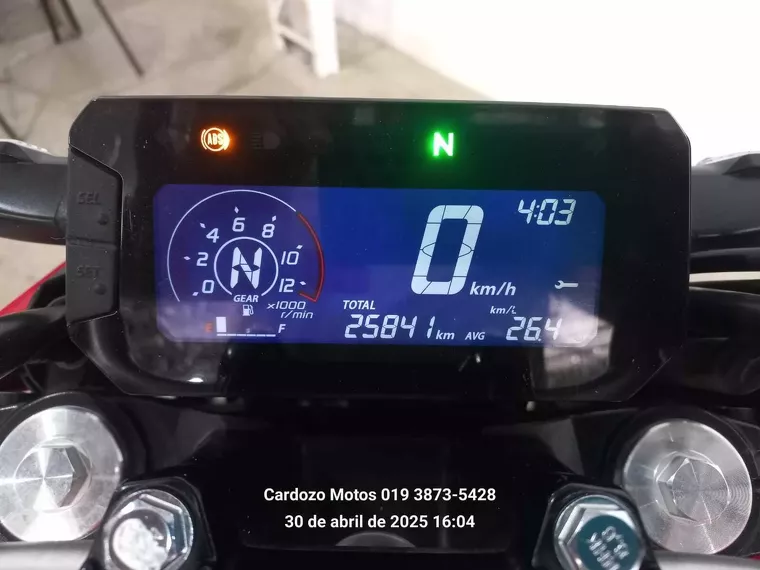 ABS
N
SEL
SET
4:03
0 2 4 6 8 10 12
N
GEAR
x1000
r/min
0 km/h
E F
TOTAL
25841 km
km/L
AVG 26.4
Cardozo Motos 019 3873-5428
30 de abril de 2025 16:04